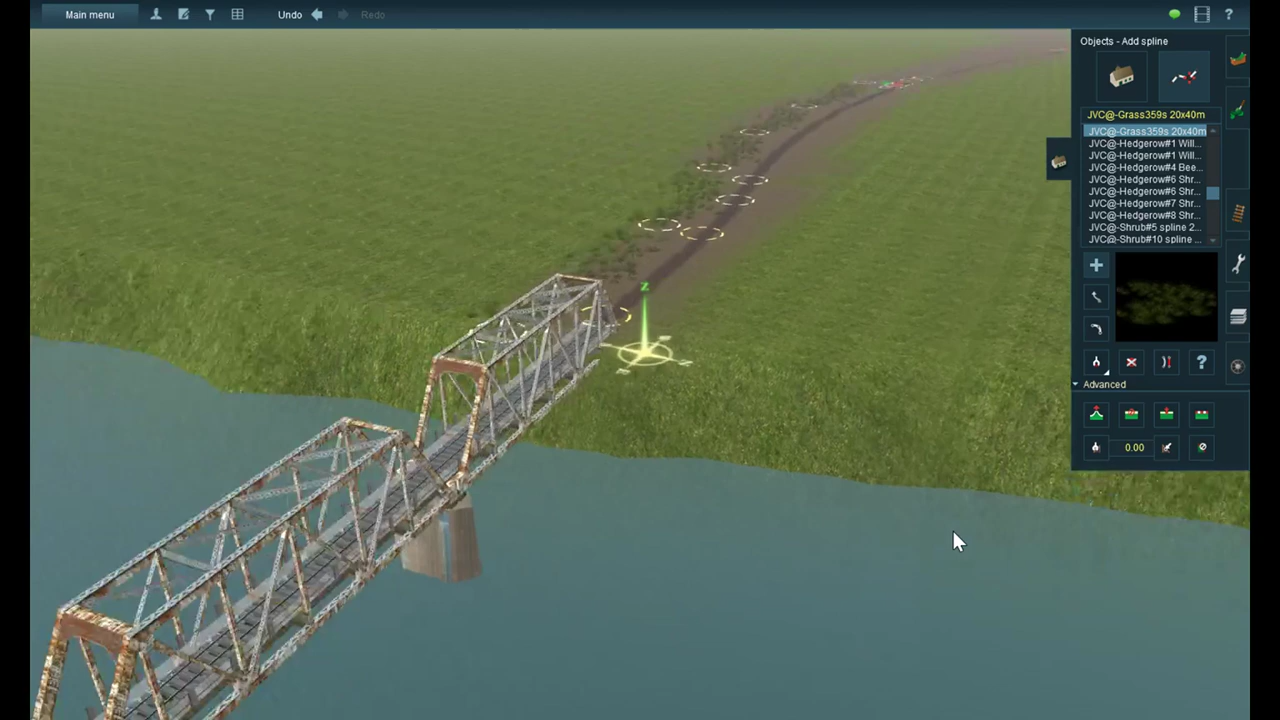 Main menu
Undo
Redo
?
Objects - Add spline
JVC@-Grass359s 20x40m
JVC@-Grass359s 20x40m
JVC@-Hedgerow#1 Will...
JVC@-Hedgerow#1 Will...
JVC@-Hedgerow#4 Bee...
JVC@-Hedgerow#6 Shr...
JVC@-Hedgerow#6 Shr...
JVC@-Hedgerow#7 Shr...
JVC@-Hedgerow#8 Shr...
JVC@-Shrub#5 spline 2...
JVC@-Shrub#10 spline ...
Z
?
Advanced
0.00